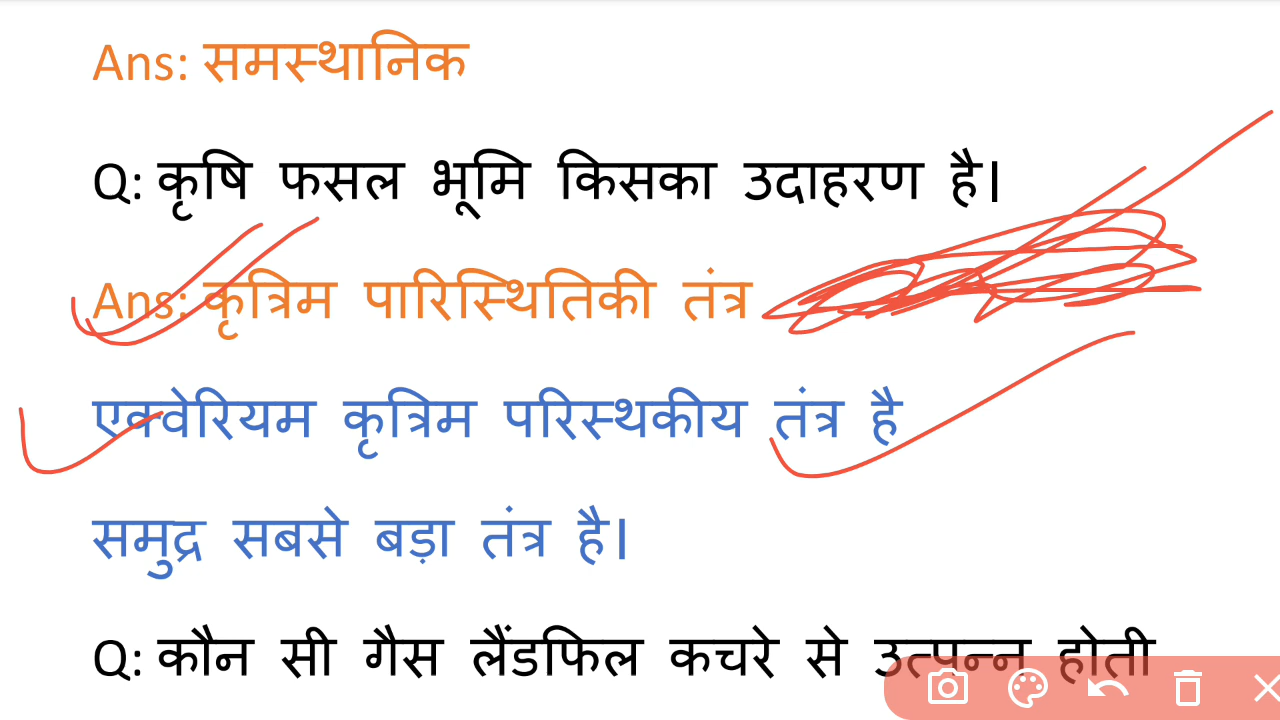 Ans: समस्थानिक
Q: कृषि फसल भूमि किसका उदाहरण है।
Ans: कृत्रिम पारिस्थितिकी तंत्र
एक्वेरियम कृत्रिम परिस्थकीय तंत्र है
समुद्र सबसे बड़ा तंत्र है।
Q: कौन सी गैस लैंडफिल कचरे से उत्पन्न होती